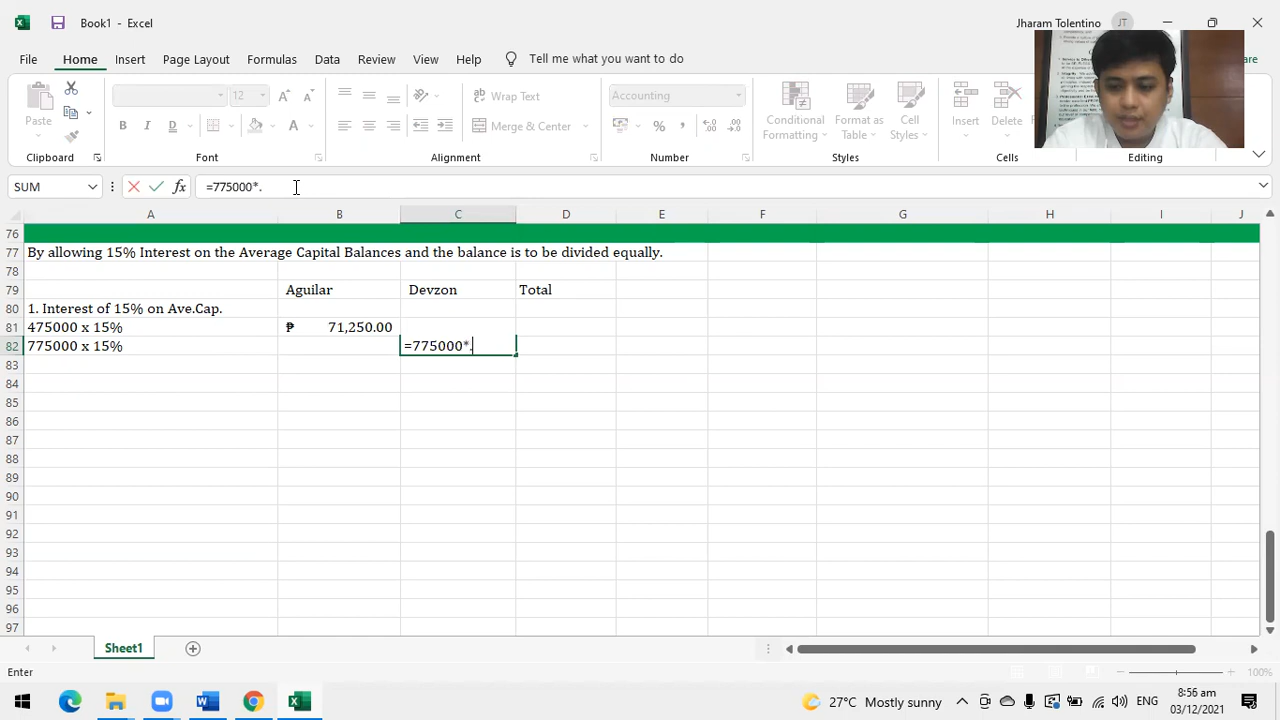 Book1 - Excel
Jharam Tolentino
JT
File Home Insert Page Layout Formulas Data Review View Help Tell me what you want to do
Paste
12
Wrap Text
Merge & Center
Accounting
Conditional Formatting
Format as Table
Cell Styles
Insert
Delete
Clipboard
Font
Alignment
Number
Styles
Cells
Editing
SUM
fx
=775000*.
A B C D E F G H I J
76
77 By allowing 15% Interest on the Average Capital Balances and the balance is to be divided equally.
78
79 Aguilar Devzon Total
80 1. Interest of 15% on Ave.Cap.
81 475000 x 15% ₱ 71,250.00
82 775000 x 15% =775000*.
83
84
85
86
87
88
89
90
91
92
93
94
95
96
97
Sheet1
Enter
100%
27°C Mostly sunny
ENG
8:56 am
03/12/2021